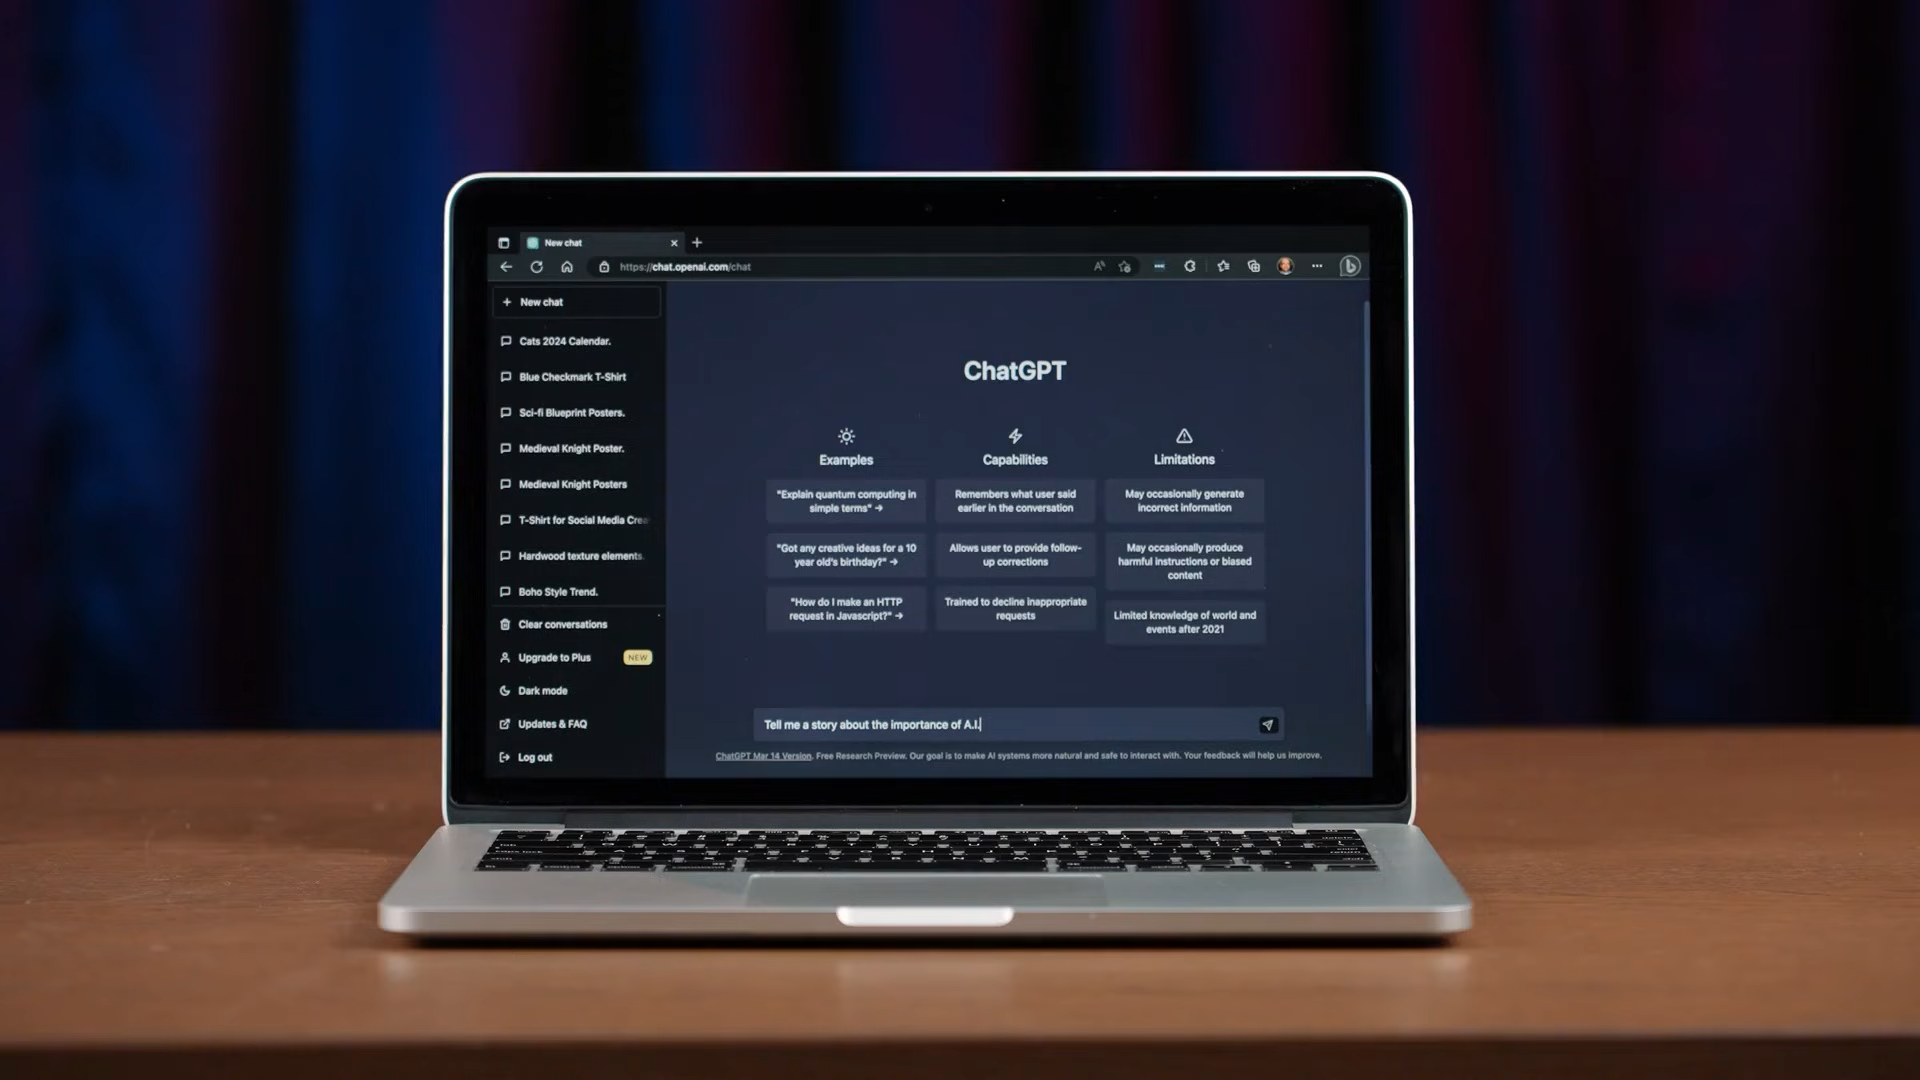 New chat
https://chat.openai.com/chat
New chat
Cats 2024 Calendar.
Blue Checkmark T-Shirt
Sci-fi Blueprint Posters.
Medieval Knight Poster.
Medieval Knight Posters
T-Shirt for Social Media Crea
Hardwood texture elements.
Boho Style Trend.
Clear conversations
Upgrade to Plus NEW
Dark mode
Updates & FAQ
Log out
ChatGPT
Examples
"Explain quantum computing in
simple terms" →
"Got any creative ideas for a 10
year old's birthday?" →
"How do I make an HTTP
request in Javascript?" →
Capabilities
Remembers what user said
earlier in the conversation
Allows user to provide follow-
up corrections
Trained to decline inappropriate
requests
Limitations
May occasionally generate
incorrect information
May occasionally produce
harmful instructions or biased
content
Limited knowledge of world and
events after 2021
Tell me a story about the importance of A.I.
ChatGPT Mar 14 Version. Free Research Preview. Our goal is to make AI systems more natural and safe to interact with. Your feedback will help us improve.